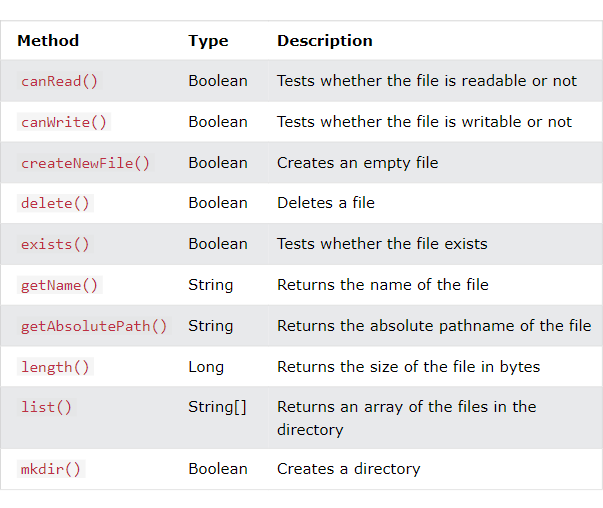 Method Type Description
canRead() Boolean Tests whether the file is readable or not
canWrite() Boolean Tests whether the file is writable or not
createNewFile() Boolean Creates an empty file
delete() Boolean Deletes a file
exists() Boolean Tests whether the file exists
getName() String Returns the name of the file
getAbsolutePath() String Returns the absolute pathname of the file
length() Long Returns the size of the file in bytes
list() String[] Returns an array of the files in the
directory
mkdir() Boolean Creates a directory